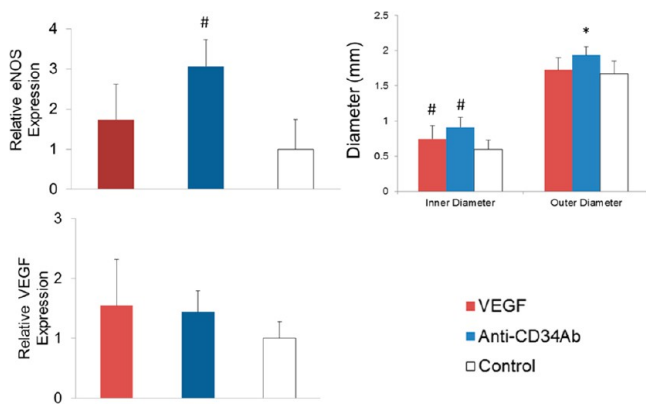 Relative eNOS
Expression
4
3
2
1
0
#
Diameter (mm)
2.5
2
1.5
1
0.5
0
# #
*
Inner Diameter
Outer Diameter
Relative VEGF
Expression
3
2
1
0
VEGF
Anti-CD34Ab
Control